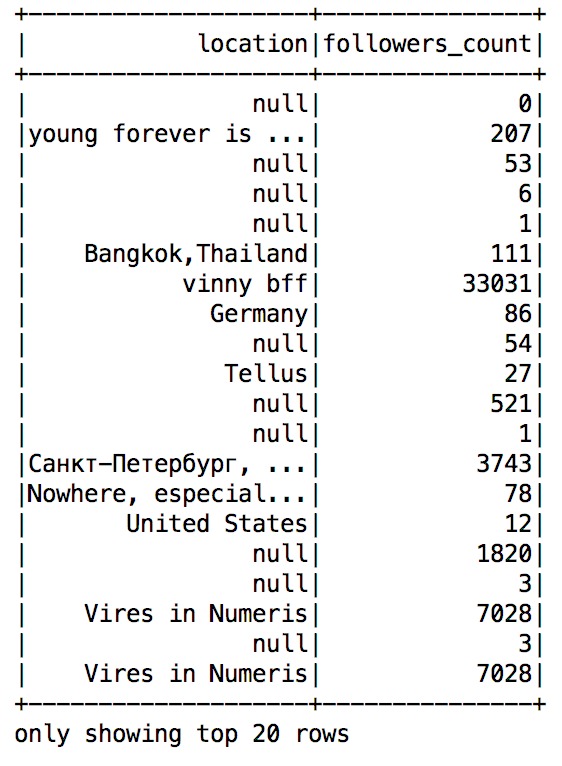 +--------------------+---------------+
|            location|followers_count|
+--------------------+---------------+
|                null|              0|
|young forever is ...|            207|
|                null|             53|
|                null|              6|
|                null|              1|
|    Bangkok,Thailand|            111|
|           vinny bff|          33031|
|             Germany|             86|
|                null|             54|
|              Tellus|             27|
|                null|            521|
|                null|              1|
|Санкт-Петербург, ...|           3743|
|Nowhere, especial...|             78|
|       United States|             12|
|                null|           1820|
|                null|              3|
|    Vires in Numeris|           7028|
|                null|              3|
|    Vires in Numeris|           7028|
+--------------------+---------------+
only showing top 20 rows